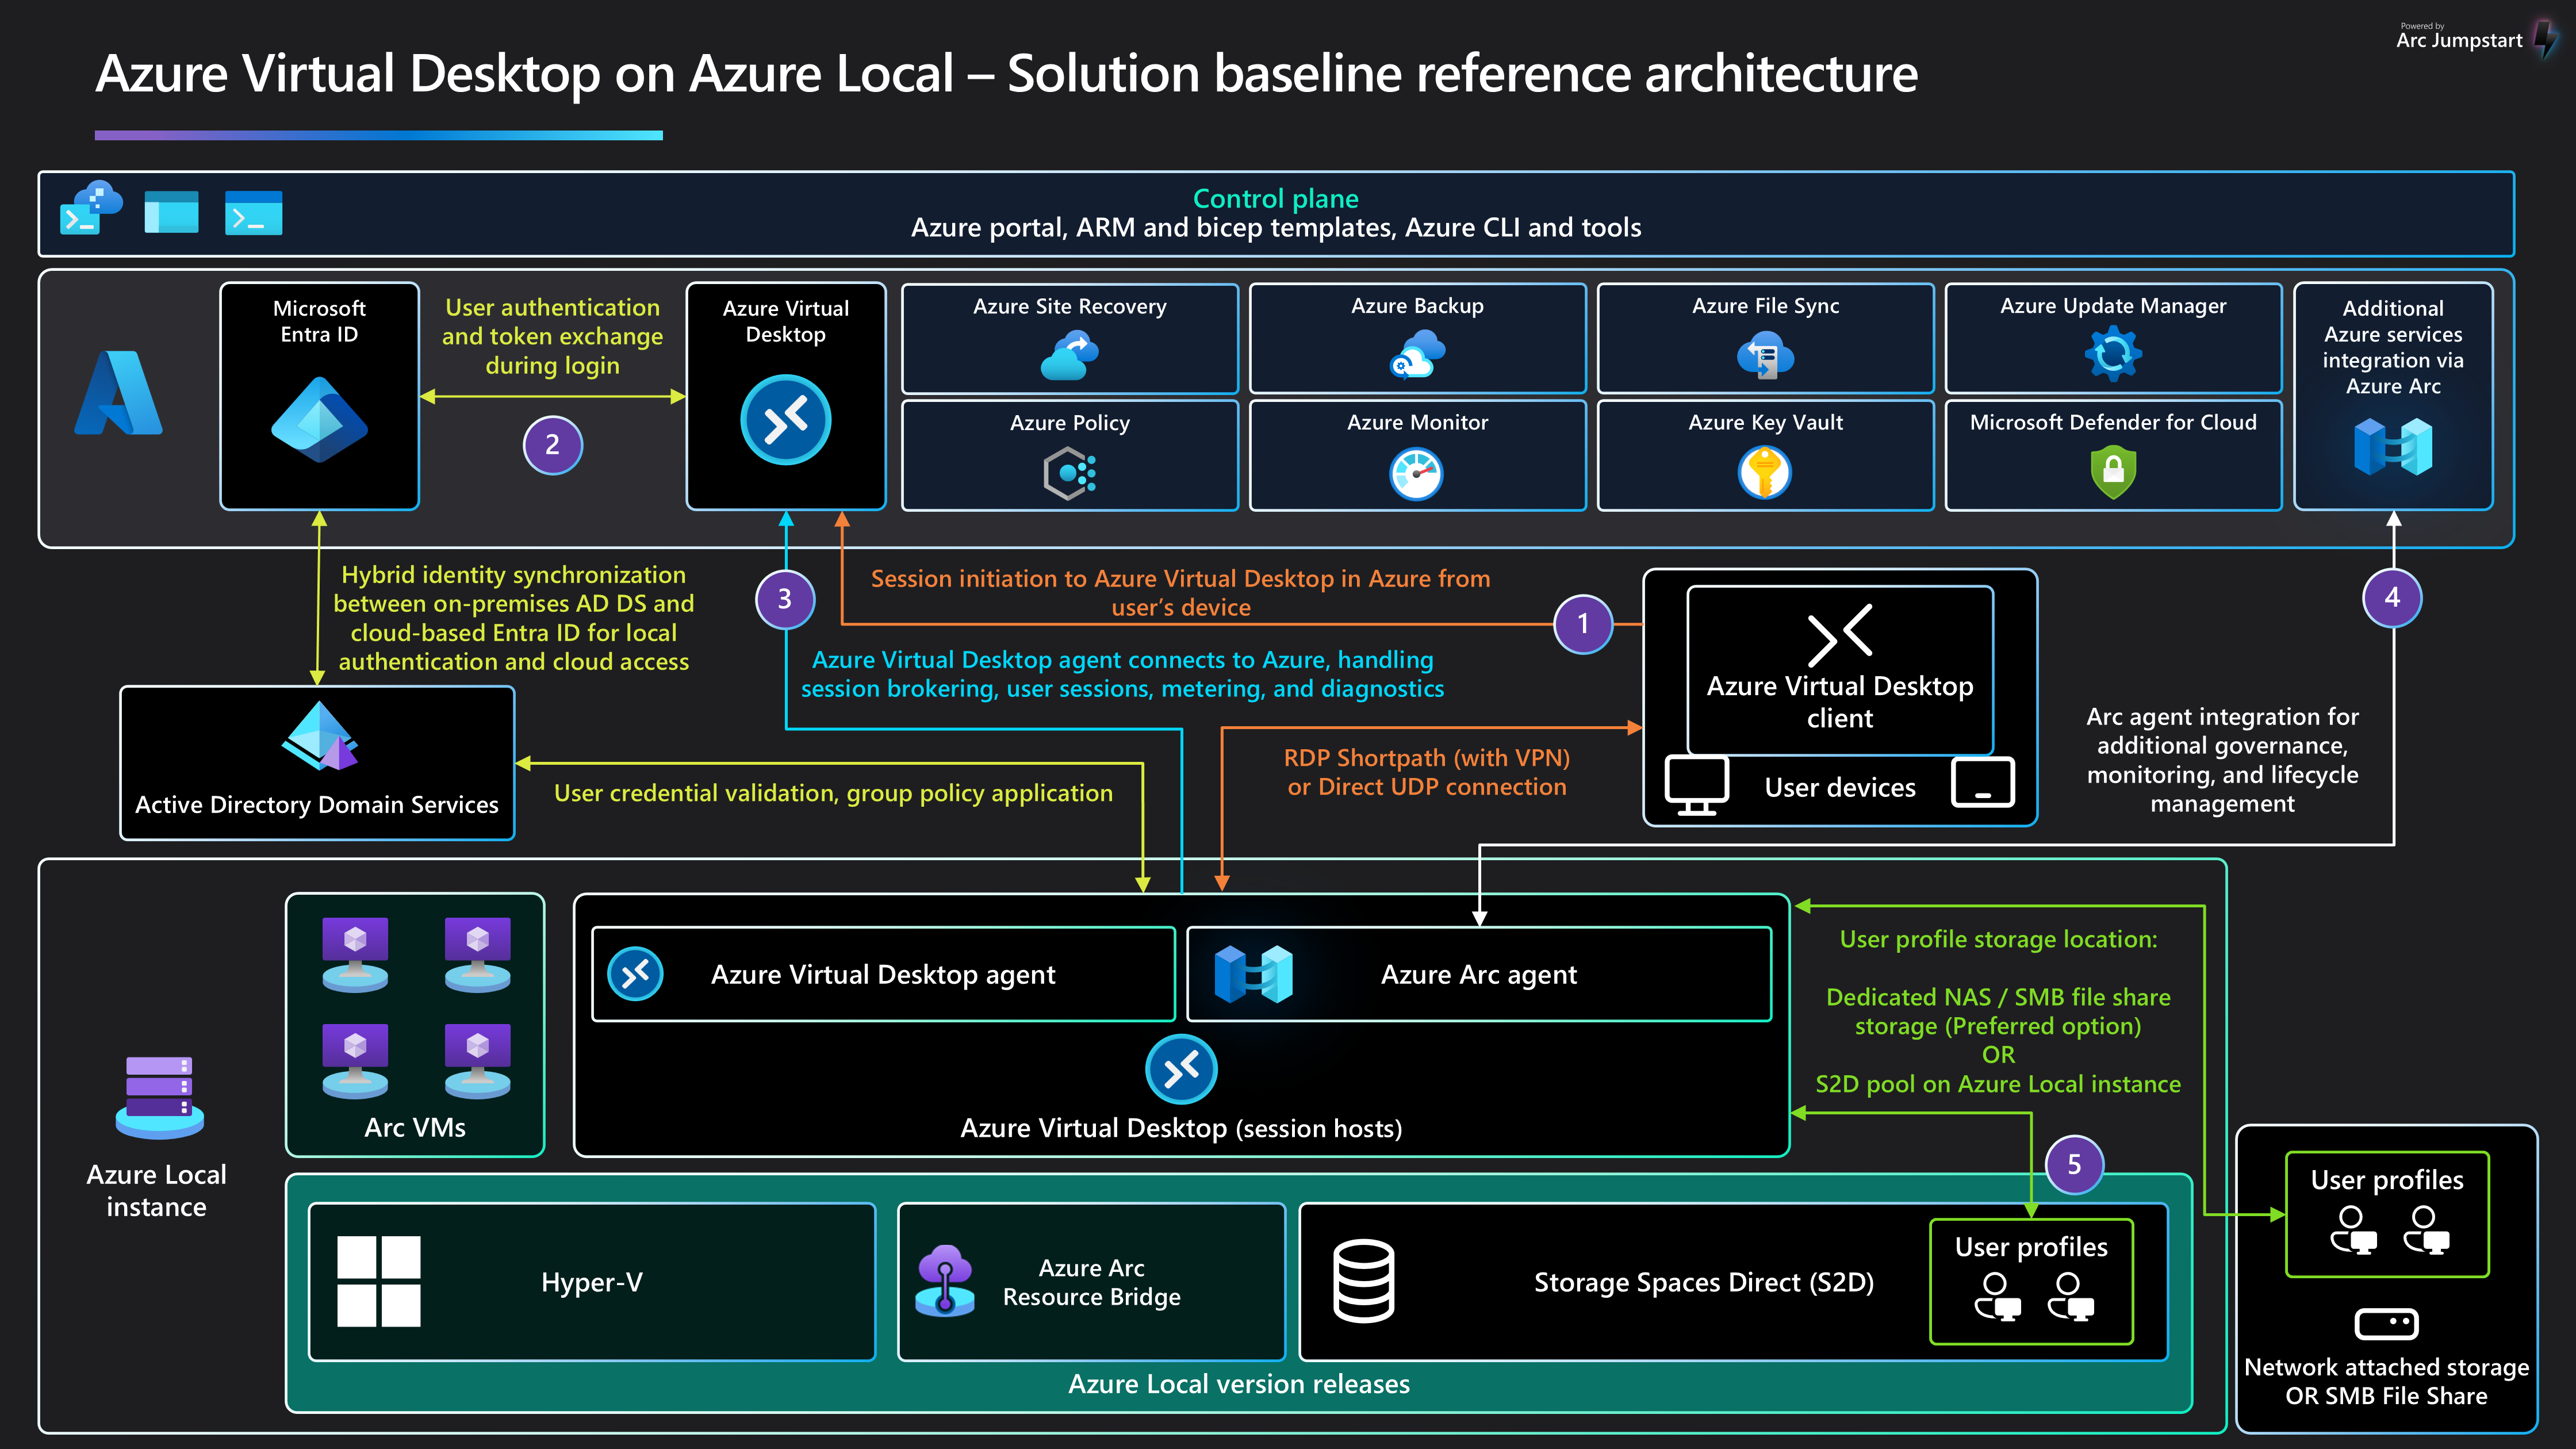 Powered by
Arc Jumpstart
Azure Virtual Desktop on Azure Local – Solution baseline reference architecture
Control plane
Azure portal, ARM and bicep templates, Azure CLI and tools
Microsoft
Entra ID
User authentication
and token exchange
during login
2
Azure Virtual
Desktop
Azure Site Recovery
Azure Backup
Azure File Sync
Azure Update Manager
Azure Policy
Azure Monitor
Azure Key Vault
Microsoft Defender for Cloud
Additional
Azure services
integration via
Azure Arc
Hybrid identity synchronization
between on-premises AD DS and
cloud-based Entra ID for local
authentication and cloud access
3
Session initiation to Azure Virtual Desktop in Azure from
user’s device
1
Azure Virtual Desktop agent connects to Azure, handling
session brokering, user sessions, metering, and diagnostics
Azure Virtual Desktop
client
User devices
4
Arc agent integration for
additional governance,
monitoring, and lifecycle
management
Active Directory Domain Services
User credential validation, group policy application
RDP Shortpath (with VPN)
or Direct UDP connection
Azure Local
instance
Arc VMs
Azure Virtual Desktop agent
Azure Arc agent
Azure Virtual Desktop (session hosts)
User profile storage location:
Dedicated NAS / SMB file share
storage (Preferred option)
OR
S2D pool on Azure Local instance
5
Hyper-V
Azure Arc
Resource Bridge
Storage Spaces Direct (S2D)
User profiles
Azure Local version releases
User profiles
Network attached storage
OR SMB File Share